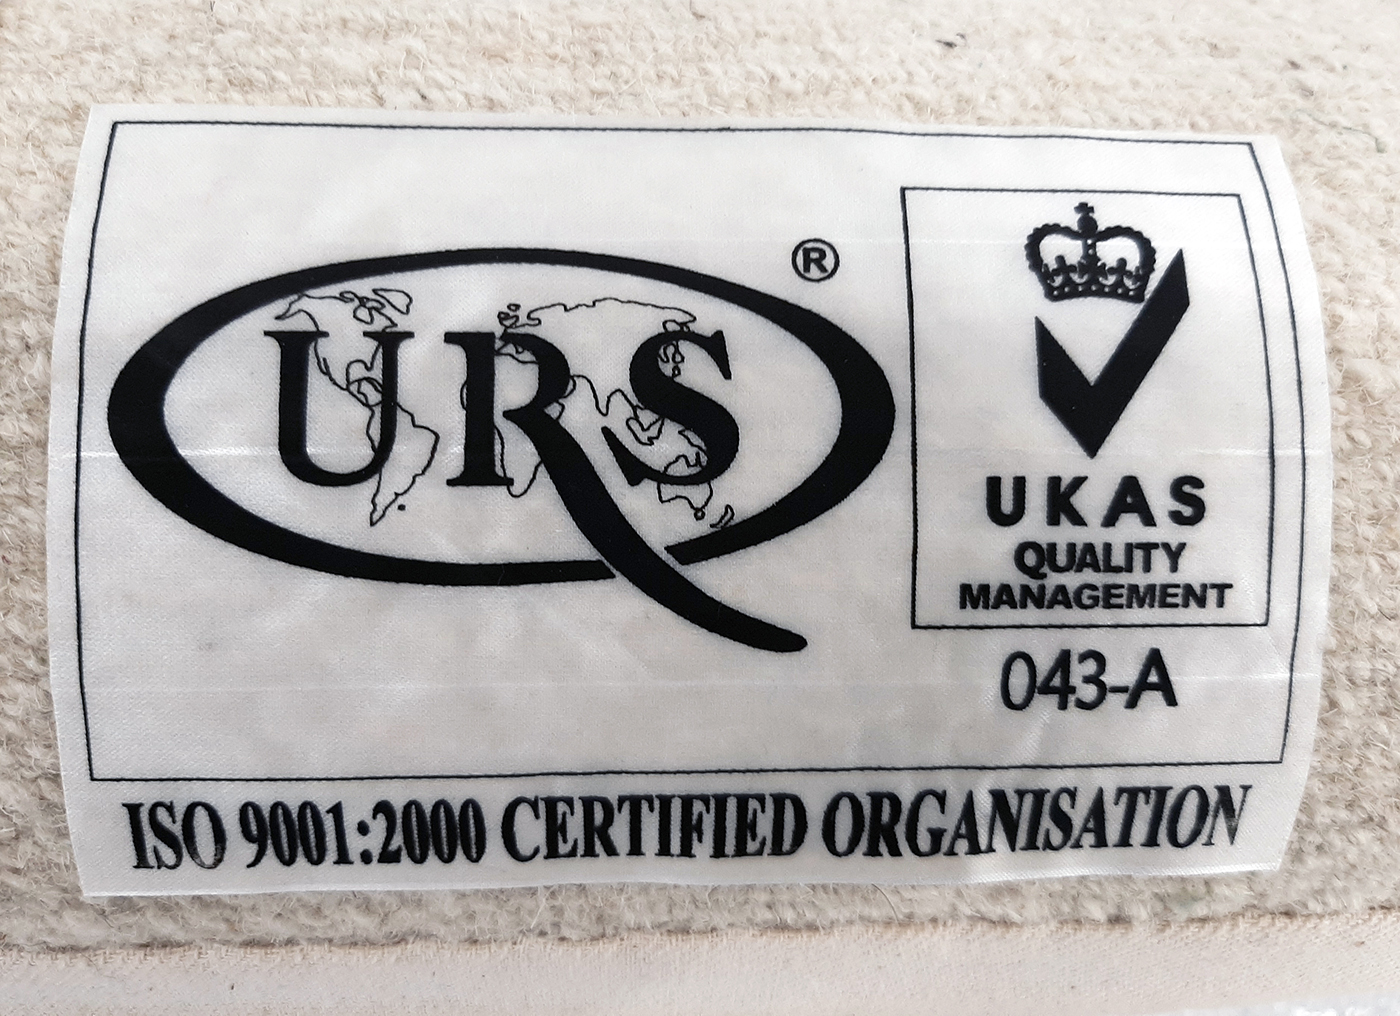 URS
®
UKAS
QUALITY
MANAGEMENT
043-A
ISO 9001:2000 CERTIFIED ORGANISATION